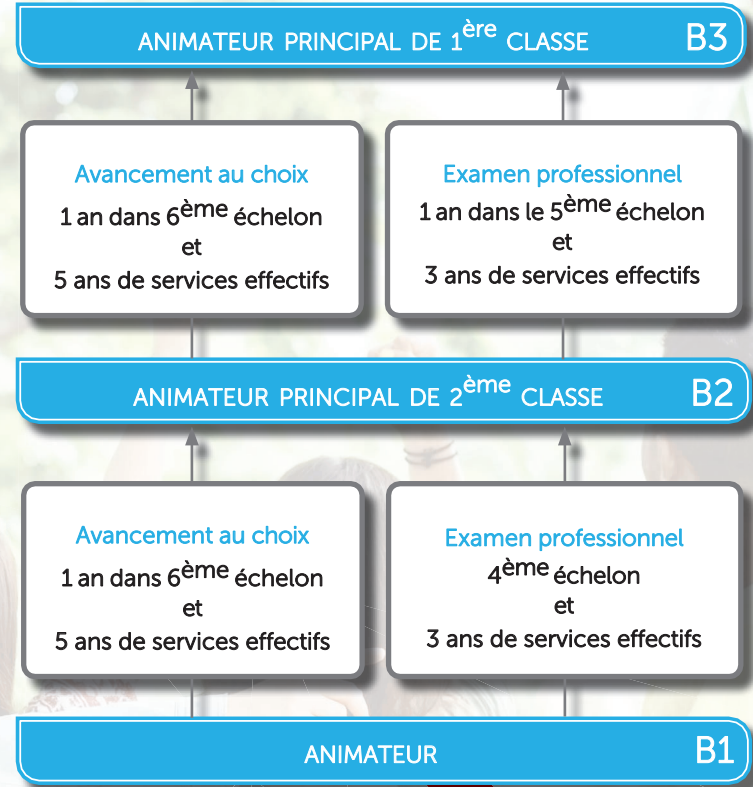 ANIMATEUR PRINCIPAL DE 1ère CLASSE B3
Avancement au choix
1 an dans 6ème échelon
et
5 ans de services effectifs
Examen professionnel
1 an dans le 5ème échelon
et
3 ans de services effectifs
ANIMATEUR PRINCIPAL DE 2ème CLASSE B2
Avancement au choix
1 an dans 6ème échelon
et
5 ans de services effectifs
Examen professionnel
4ème échelon
et
3 ans de services effectifs
ANIMATEUR B1